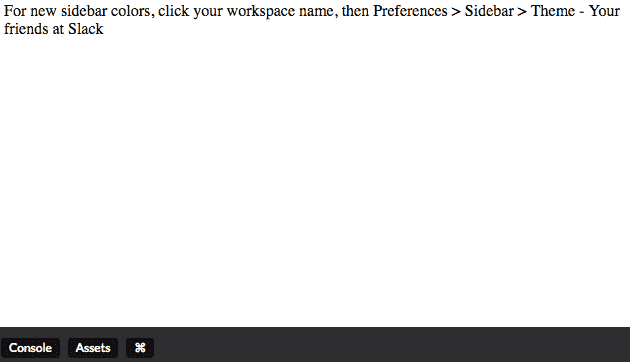 For new sidebar colors, click your workspace name, then Preferences > Sidebar > Theme - Your
friends at Slack
Console Assets ⌘